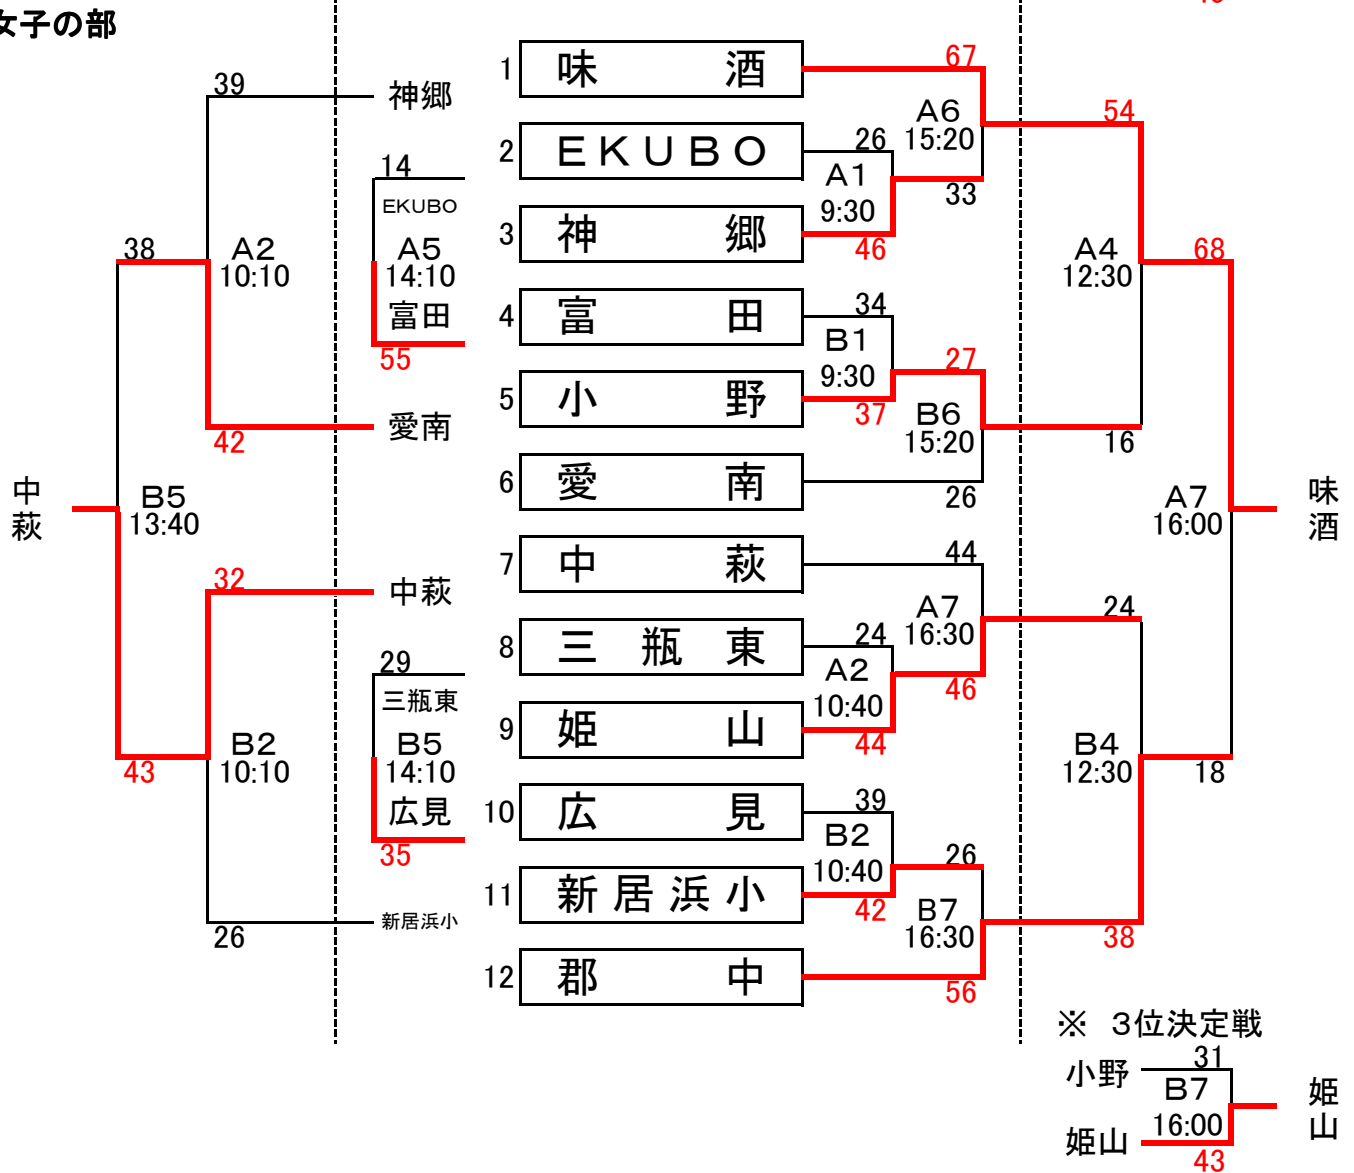 女子の部
39
神郷
14
EKUBO
A5
14:10
富田
55
38
A2
10:10
愛南
42
中萩
B5
13:40
32
中萩
29
三瓶東
B5
14:10
広見
35
43
B2
10:10
新居浜小
26
1 味酒
2 EKUBO
3 神郷
4 富田
5 小野
6 愛南
7 中萩
8 三瓶東
9 姫山
10 広見
11 新居浜小
12 郡中
67
26
A1
9:30
46
A6
15:20
33
34
B1
9:30
37
27
B6
15:20
26
44
24
A2
10:40
44
A7
16:30
46
39
B2
10:40
42
26
B7
16:30
56
54
A4
12:30
16
68
24
B4
12:30
38
18
A7
16:00
味酒
※ 3位決定戦
小野
31
B7
16:00
姫山
43
姫山